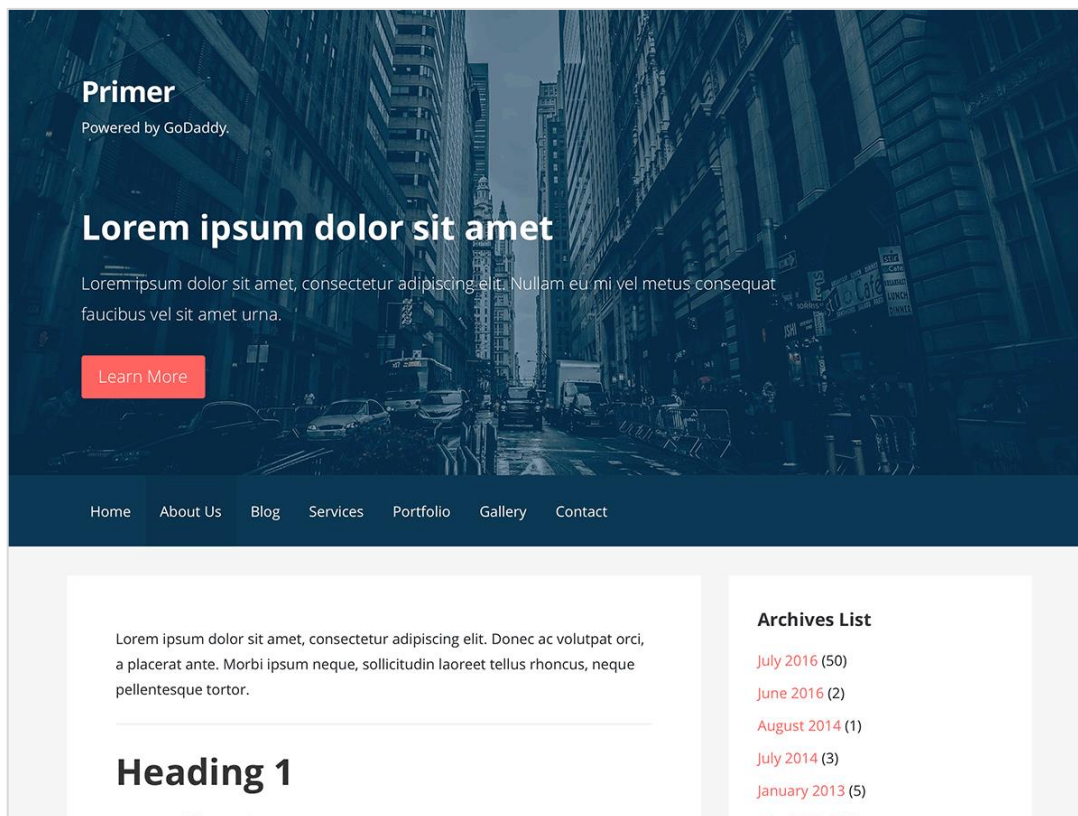 Primer
Powered by GoDaddy.
Lorem ipsum dolor sit amet
Lorem ipsum dolor sit amet, consectetur adipiscing elit. Nullam eu mi vel metus consequat
faucibus vel sit amet urna.
Learn More
Home About Us Blog Services Portfolio Gallery Contact
Lorem ipsum dolor sit amet, consectetur adipiscing elit. Donec ac volutpat orci,
a placerat ante. Morbi ipsum neque, sollicitudin laoreet tellus rhoncus, neque
pellentesque tortor.
Heading 1
Archives List
July 2016 (50)
June 2016 (2)
August 2014 (1)
July 2014 (3)
January 2013 (5)